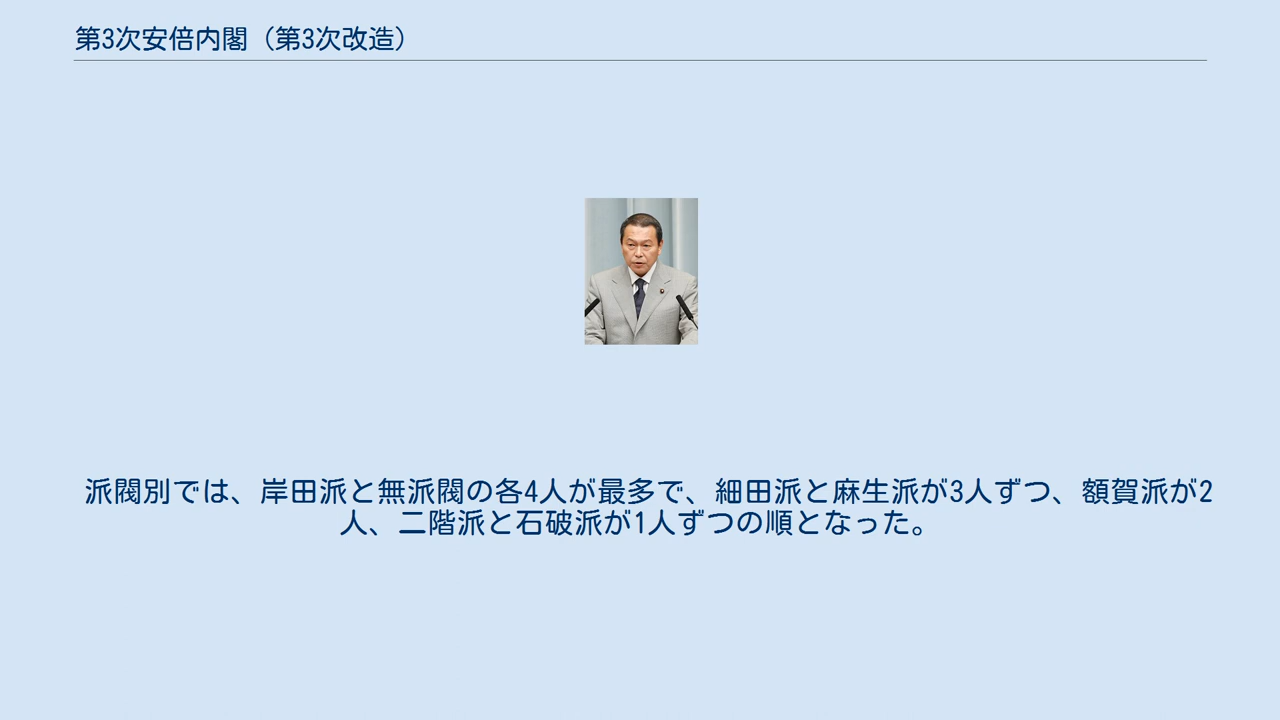 第3次安倍内閣（第3次改造）
派閥別では、岸田派と無派閥の各4人が最多で、細田派と麻生派が3人ずつ、額賀派が2
人、二階派と石破派が1人ずつの順となった。